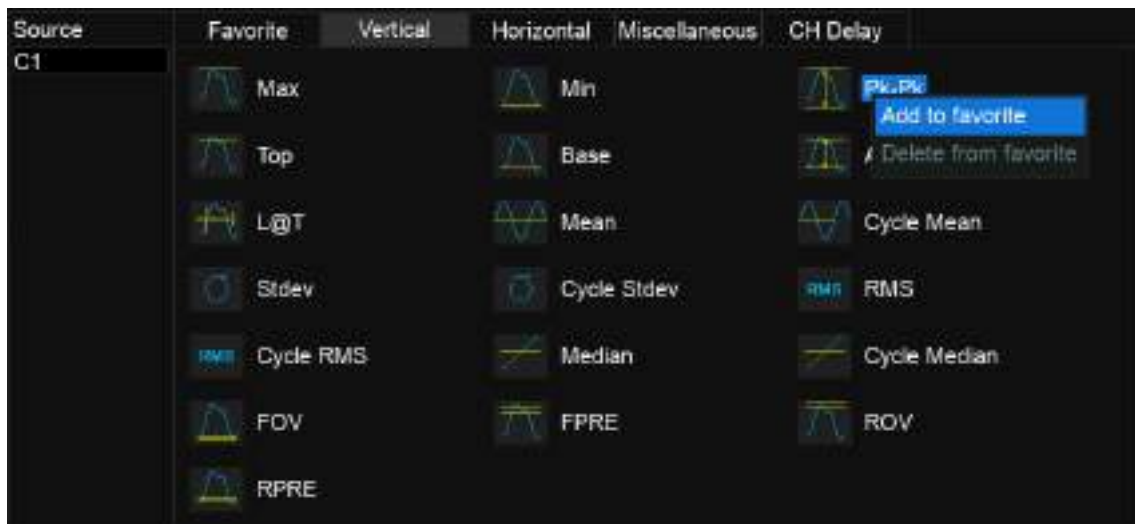 Source Favorite Vertical Horizontal Miscellaneous CH Delay
C1
Max Min Pk-Pk
Add to favorite
Top Base
Delete from favorite
L@T Mean Cycle Mean
Stdev Cycle Stdev RMS RMS
RMS Cycle RMS Median Cycle Median
FOV FPRE ROV
RPRE